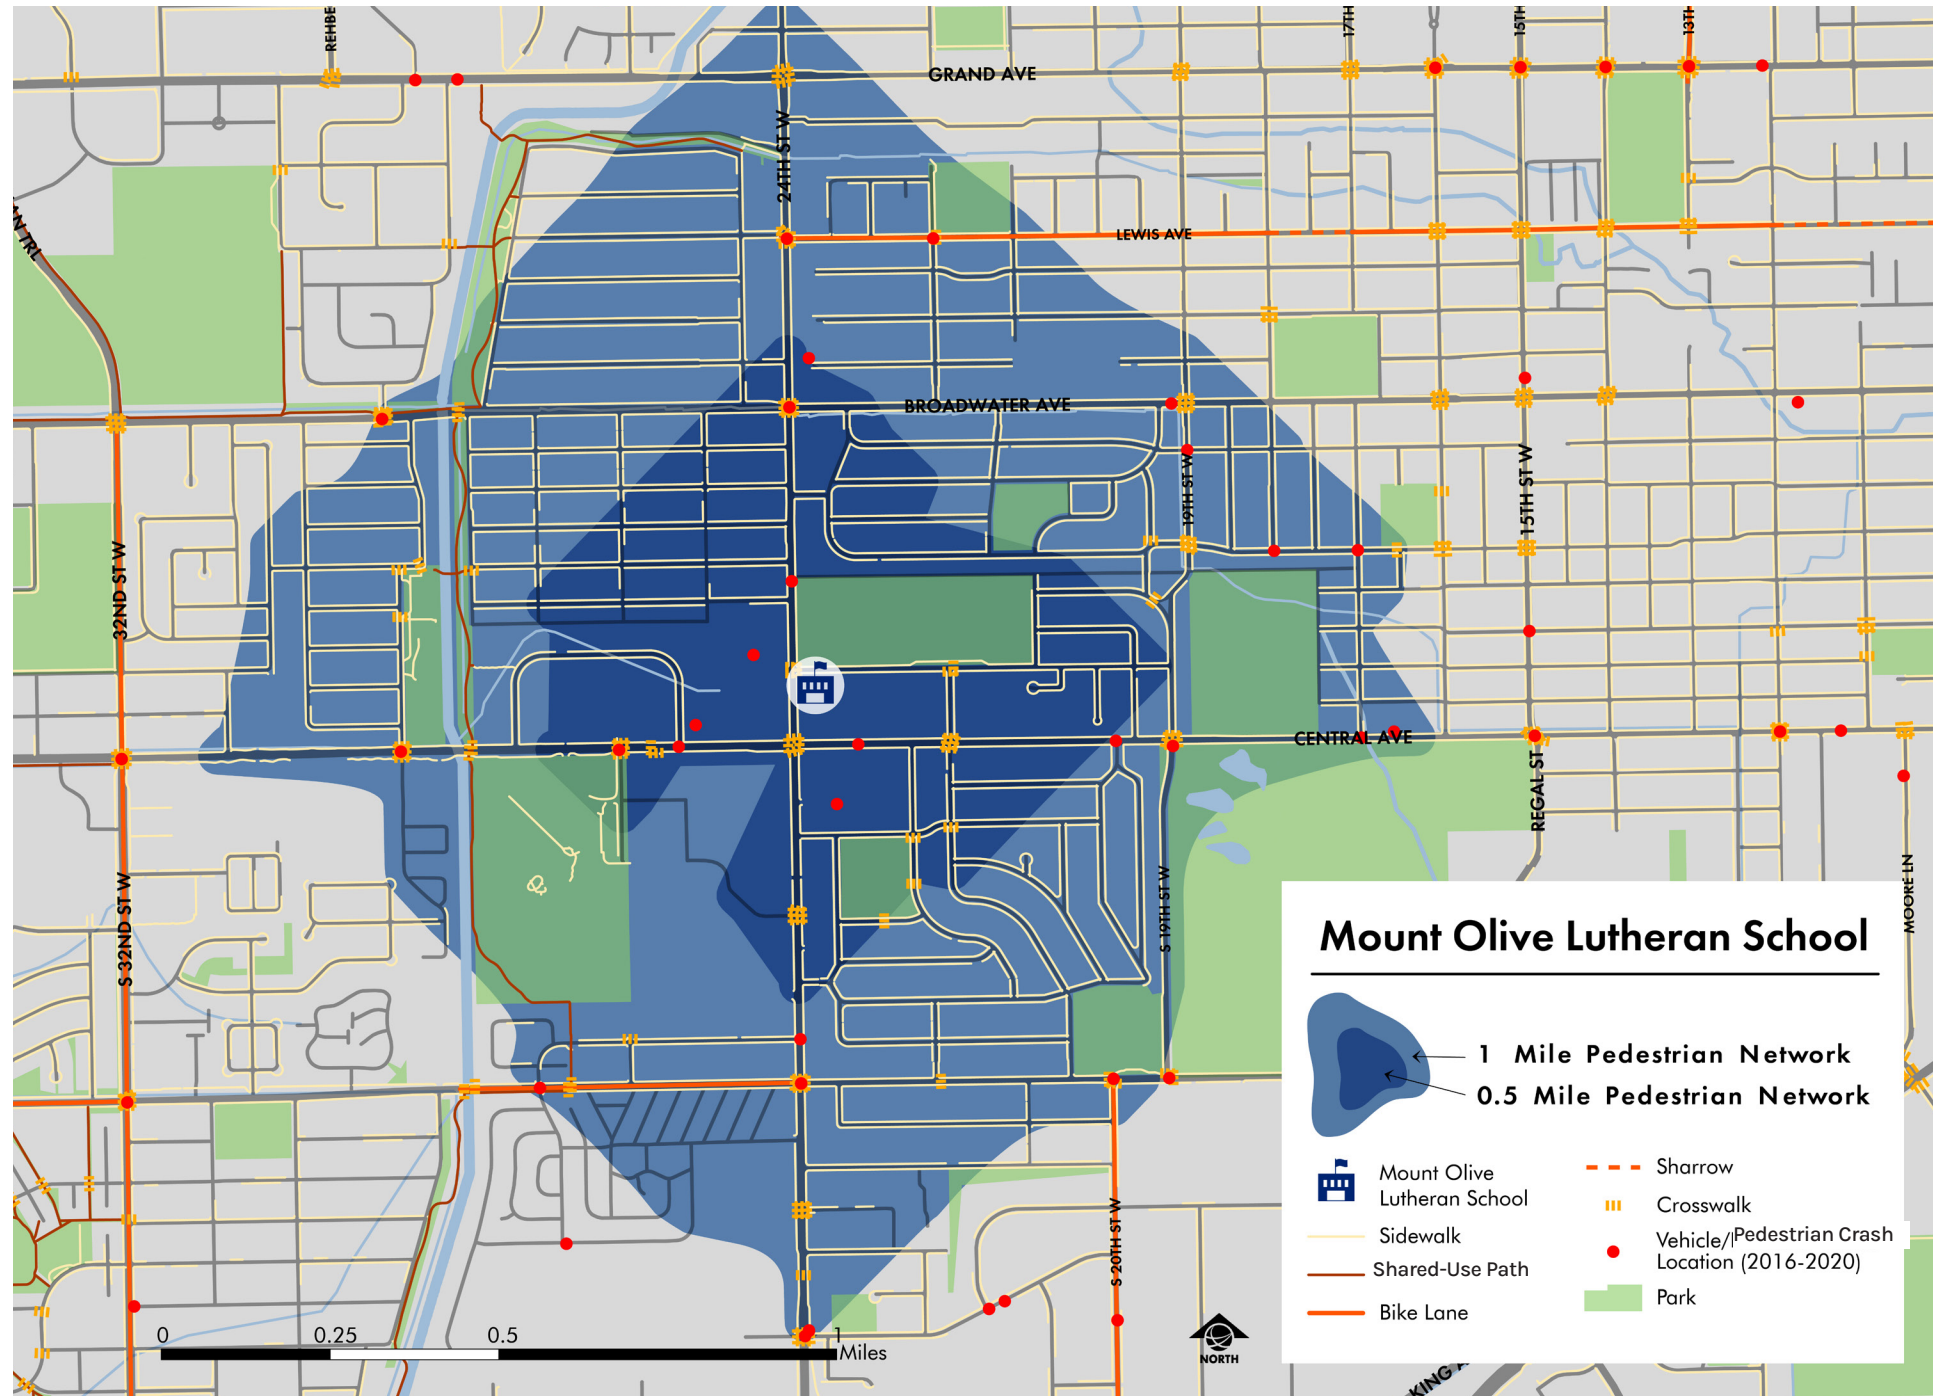 REHBE
17TH
15TH
13TH
GRAND AVE
24TH ST W
AN TRL
LEWIS AVE
BROADWATER AVE
19TH ST W
15TH ST W
32ND ST W
CENTRAL AVE
REGAL ST
S 32ND ST W
S 19TH ST W
MOORE LN
S 20TH ST W
KING A
Mount Olive Lutheran School
1 Mile Pedestrian Network
0.5 Mile Pedestrian Network
Mount Olive
Lutheran School
Sidewalk
Shared-Use Path
Bike Lane
Sharrow
Crosswalk
Vehicle/Pedestrian Crash
Location (2016-2020)
Park
0 0.25 0.5 1
Miles
NORTH